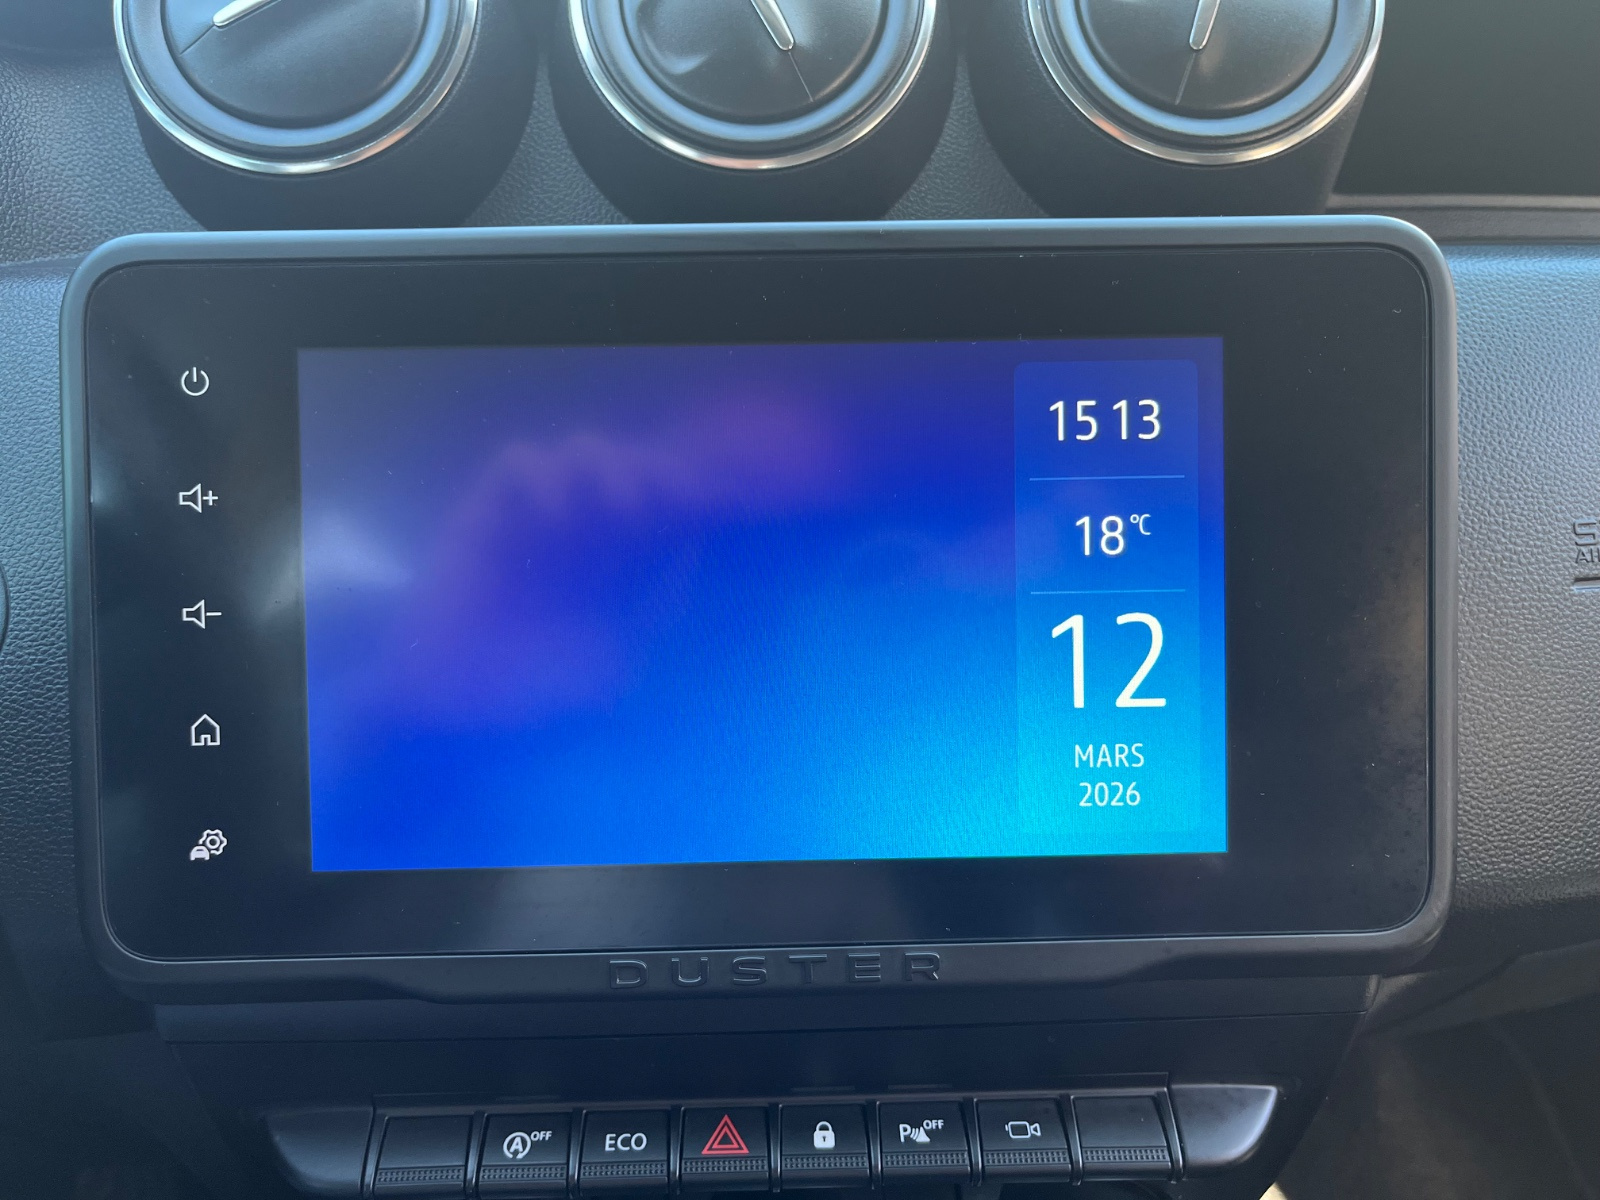 15 13
18°C
12
MARS
2026
DUSTER
A OFF
ECO
P OFF